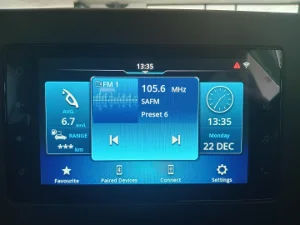 13:35
FM 1
105.6 MHz
SAFM
Preset 6
AVG
6.7
RANGE
*** km
13:35
Monday
22 DEC
Favourite
Paired Devices
Connect
Settings